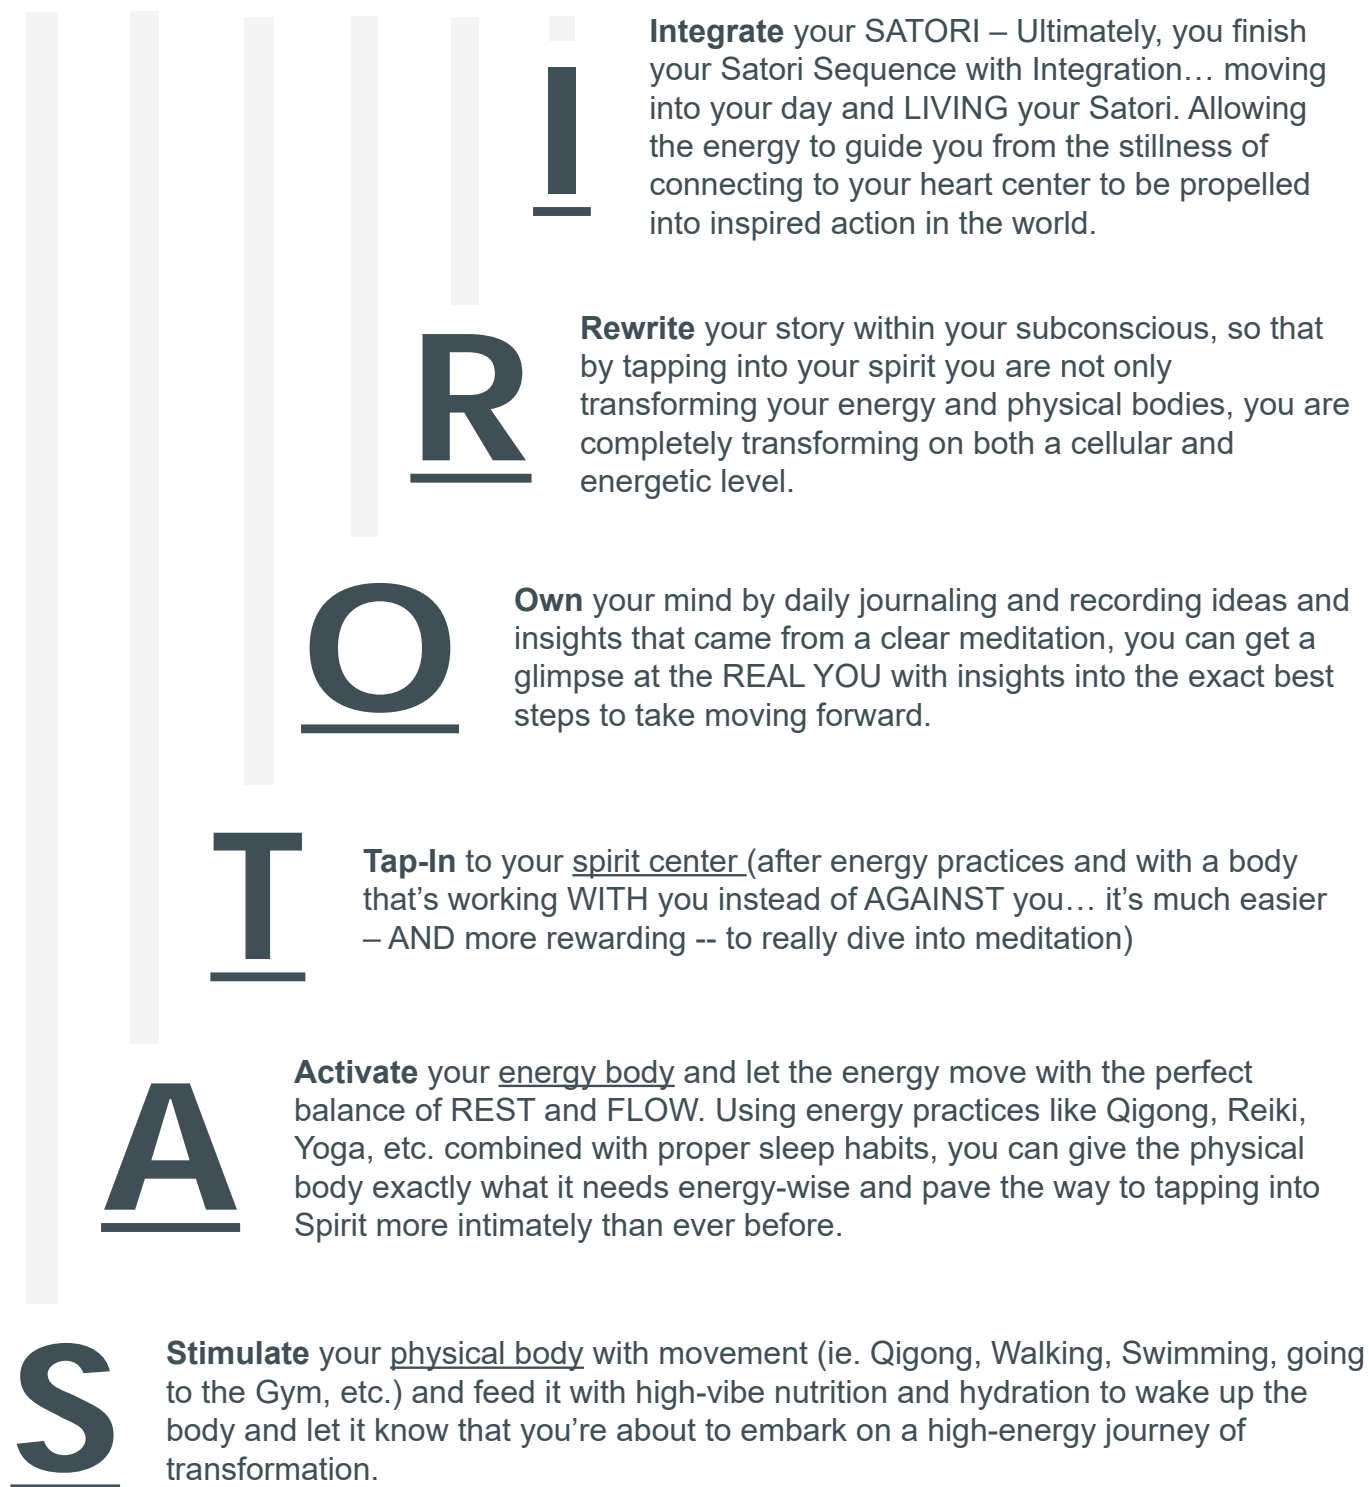 I
Integrate your SATORI – Ultimately, you finish
your Satori Sequence with Integration… moving
into your day and LIVING your Satori. Allowing
the energy to guide you from the stillness of
connecting to your heart center to be propelled
into inspired action in the world.
R
Rewrite your story within your subconscious, so that
by tapping into your spirit you are not only
transforming your energy and physical bodies, you are
completely transforming on both a cellular and
energetic level.
O
Own your mind by daily journaling and recording ideas and
insights that came from a clear meditation, you can get a
glimpse at the REAL YOU with insights into the exact best
steps to take moving forward.
T
Tap-In to your spirit center (after energy practices and with a body
that’s working WITH you instead of AGAINST you… it’s much easier
– AND more rewarding -- to really dive into meditation)
A
Activate your energy body and let the energy move with the perfect
balance of REST and FLOW. Using energy practices like Qigong, Reiki,
Yoga, etc. combined with proper sleep habits, you can give the physical
body exactly what it needs energy-wise and pave the way to tapping into
Spirit more intimately than ever before.
S
Stimulate your physical body with movement (ie. Qigong, Walking, Swimming, going
to the Gym, etc.) and feed it with high-vibe nutrition and hydration to wake up the
body and let it know that you’re about to embark on a high-energy journey of
transformation.